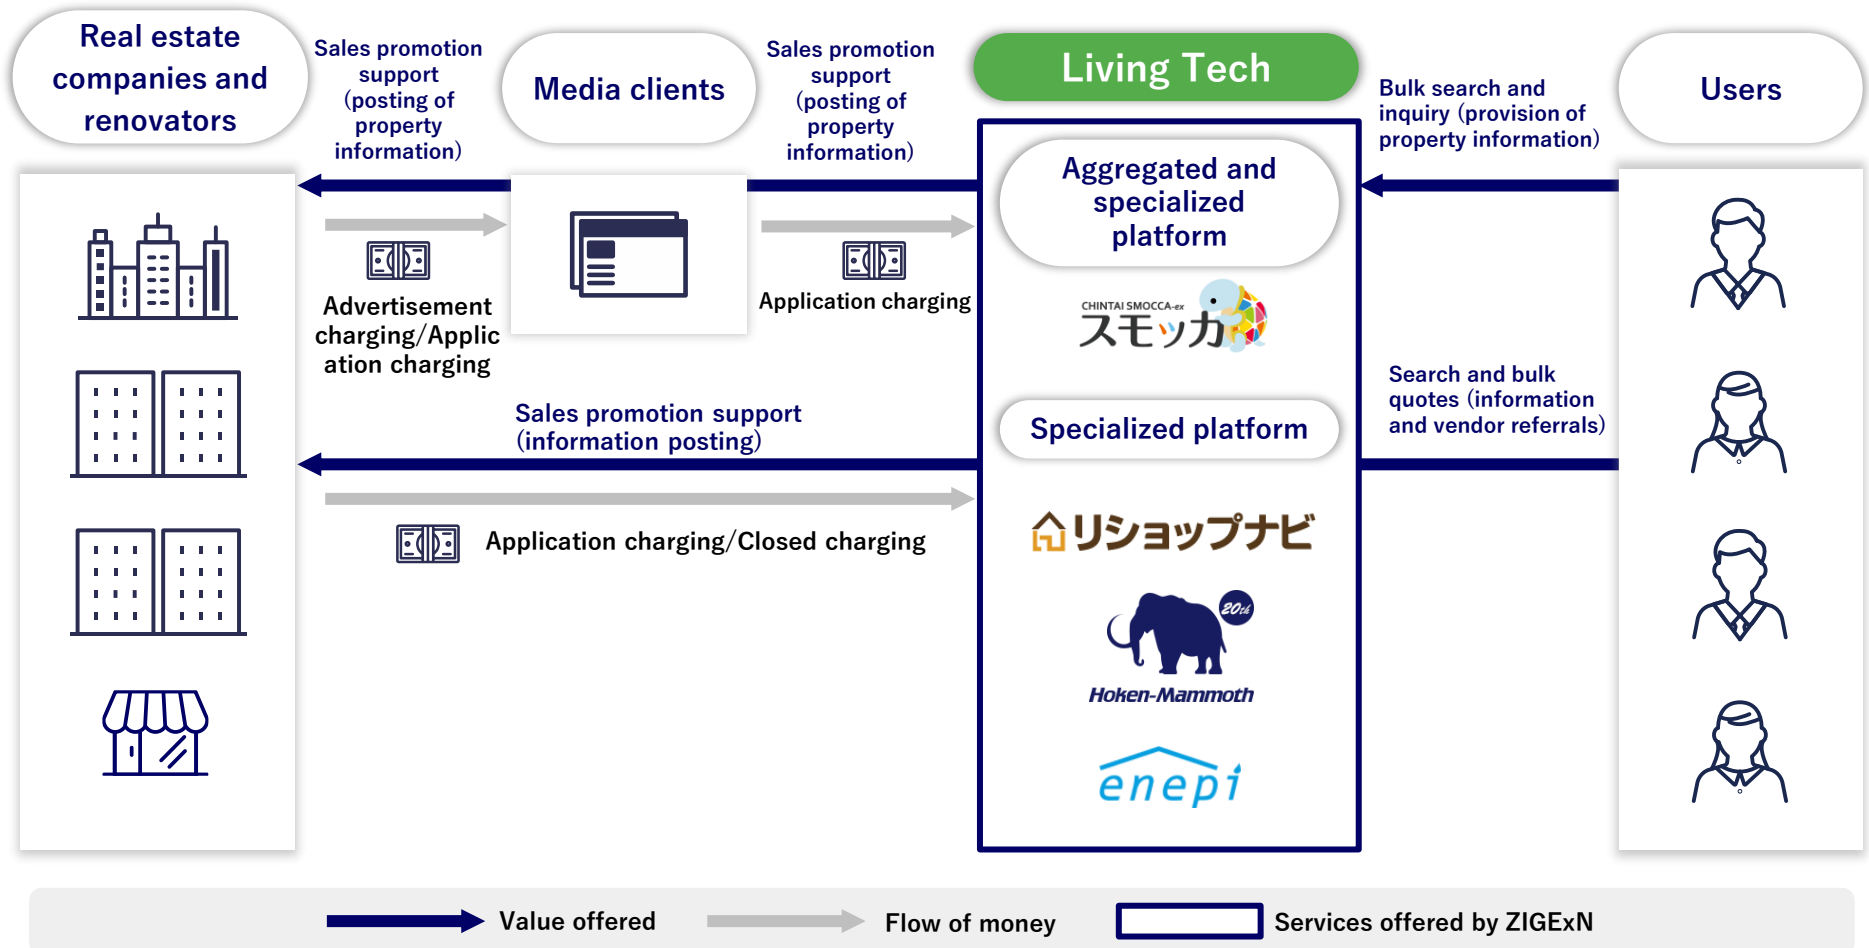 Real estate
companies and
renovators
Sales promotion
support
(posting of
property
information)
Media clients
Sales promotion
support
(posting of
property
information)
Living Tech
Bulk search and
inquiry (provision of
property information)
Users
Aggregated and
specialized
platform
Advertisement
charging/Applic
ation charging
Application charging
CHINTAI SMOCCA-ex
スモッカ
Search and bulk
quotes (information
and vendor referrals)
Sales promotion support
(information posting)
Specialized platform
Application charging/Closed charging
リショップナビ
20th
Hoken-Mammoth
enepi
Value offered
Flow of money
Services offered by ZIGExN